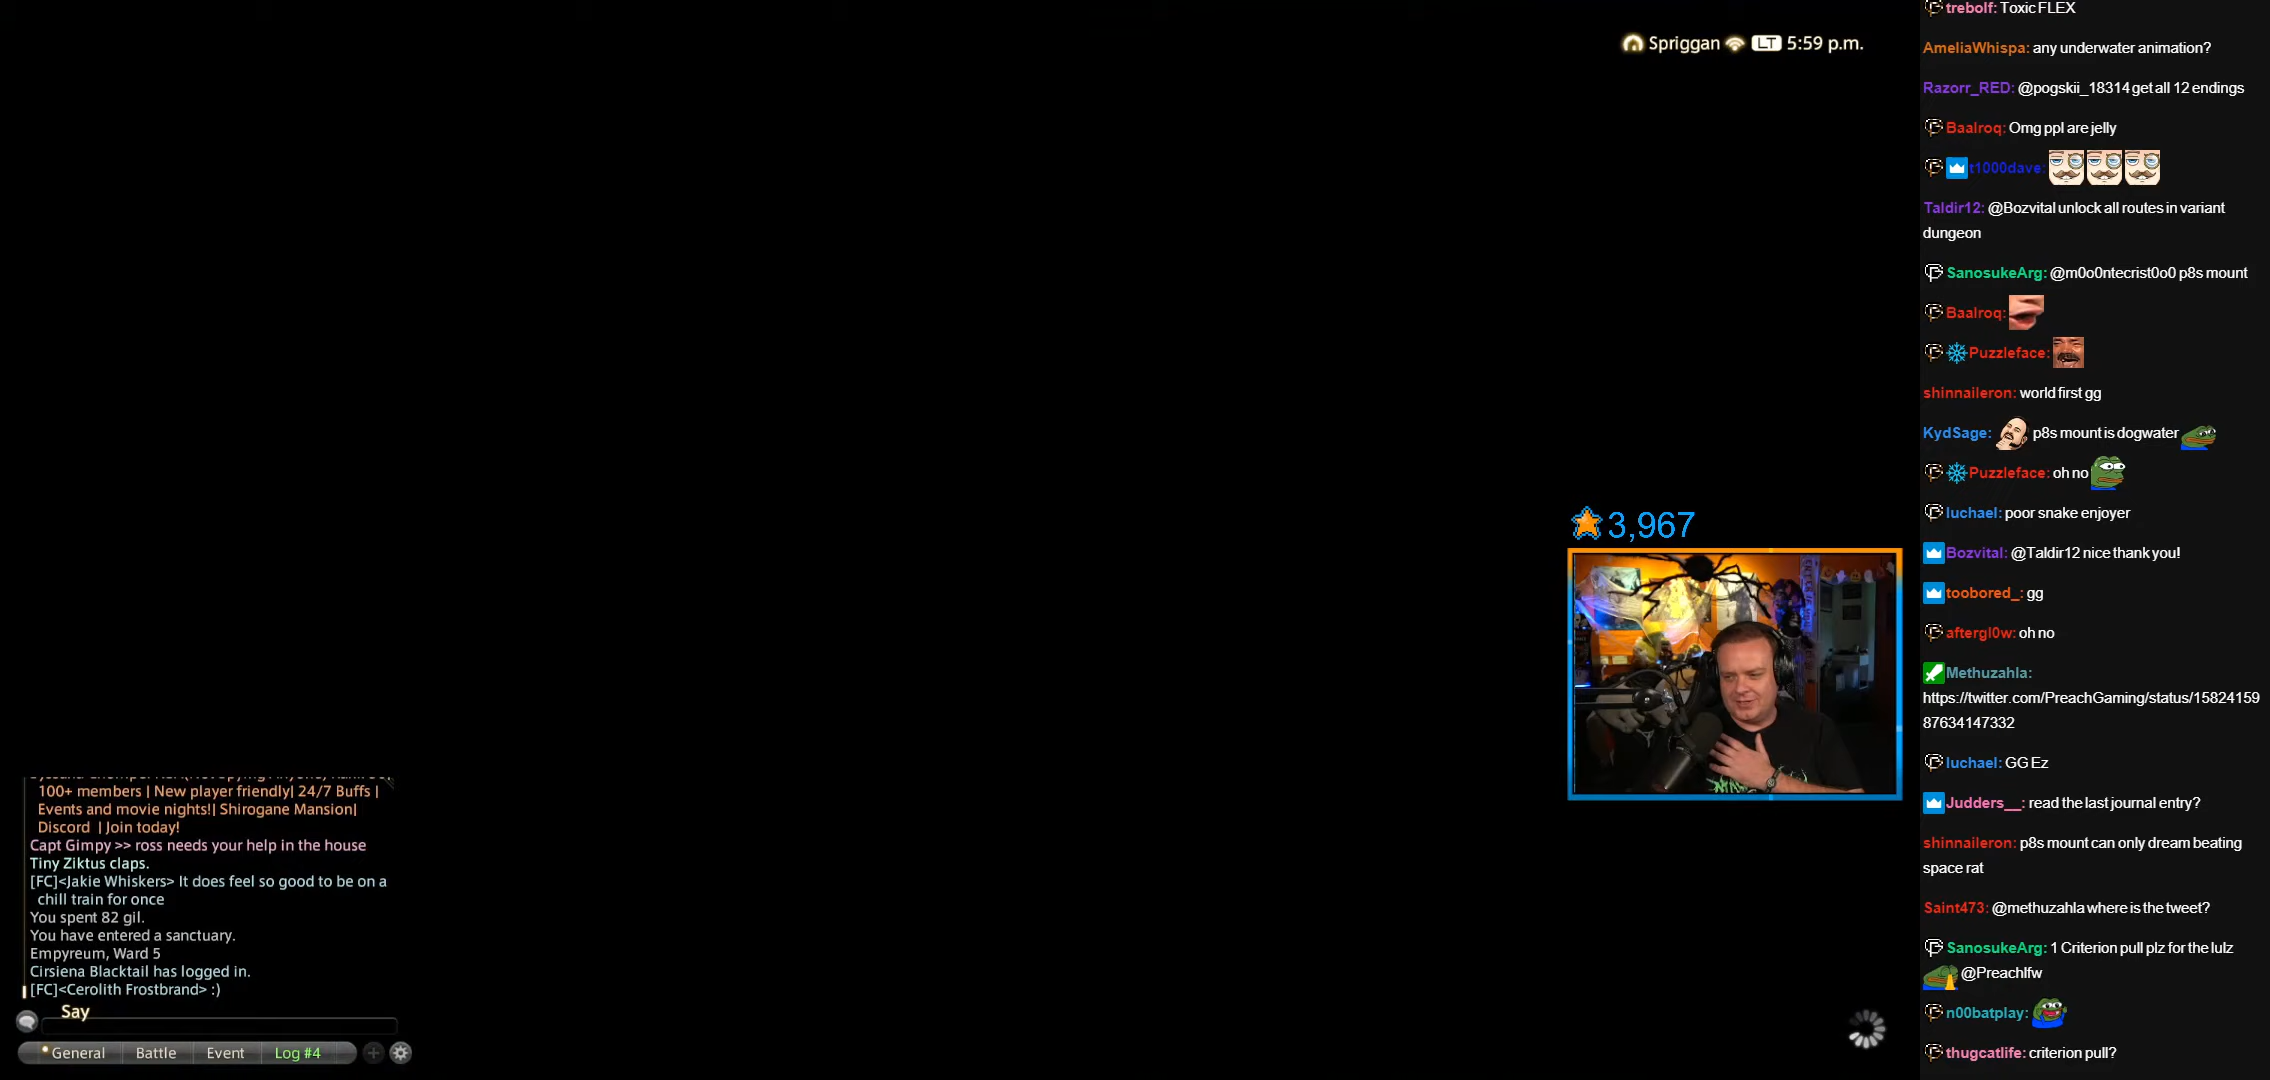 Spriggan LT 5:59 p.m.
3,967
100+ members | New player friendly| 24/7 Buffs |
Events and movie nights!| Shirogane Mansion|
Discord | Join today!
Capt Gimpy >> ross needs your help in the house
Tiny Ziktus claps.
[FC]<Jakie Whiskers> It does feel so good to be on a
chill train for once
You spent 82 gil.
You have entered a sanctuary.
Empyreum, Ward 5
Cirsiena Blacktail has logged in.
[FC]<Cerolith Frostbrand> :)
Say
General Battle Event Log #4
trebolf: Toxic FLEX
AmeliaWhispa: any underwater animation?
Razorr_RED: @pogskii_18314 get all 12 endings
Baalroq: Omg ppl are jelly
t1000dave:
Taldir12: @Bozvital unlock all routes in variant
dungeon
SanosukeArg: @m0o0ntecrist0o0 p8s mount
Baalroq:
Puzzleface:
shinnaileron: world first gg
KydSage: p8s mount is dogwater
Puzzleface: oh no
luchael: poor snake enjoyer
Bozvital: @Taldir12 nice thank you!
toobored_: gg
aftergl0w: oh no
Methuzahla:
https://twitter.com/PreachGaming/status/15824159
87634147332
luchael: GG Ez
Judders__: read the last journal entry?
shinnaileron: p8s mount can only dream beating
space rat
Saint473: @methuzahla where is the tweet?
SanosukeArg: 1 Criterion pull plz for the lulz
@Preachlfw
n00batplay:
thugcatlife: criterion pull?